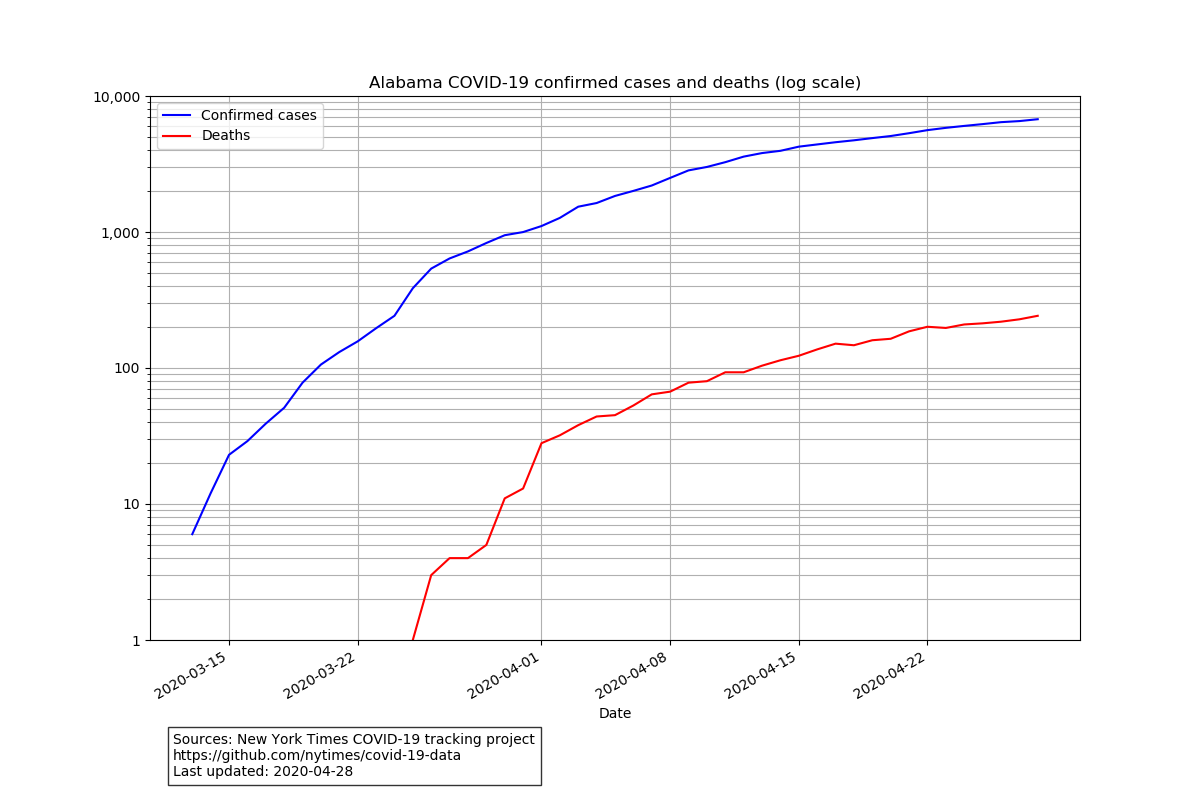 Alabama COVID-19 confirmed cases and deaths (log scale)
10,000
1,000
100
10
1
Confirmed cases
Deaths
2020-03-15
2020-03-22
2020-04-01
2020-04-08
2020-04-15
2020-04-22
Date
Sources: New York Times COVID-19 tracking project
https://github.com/nytimes/covid-19-data
Last updated: 2020-04-28